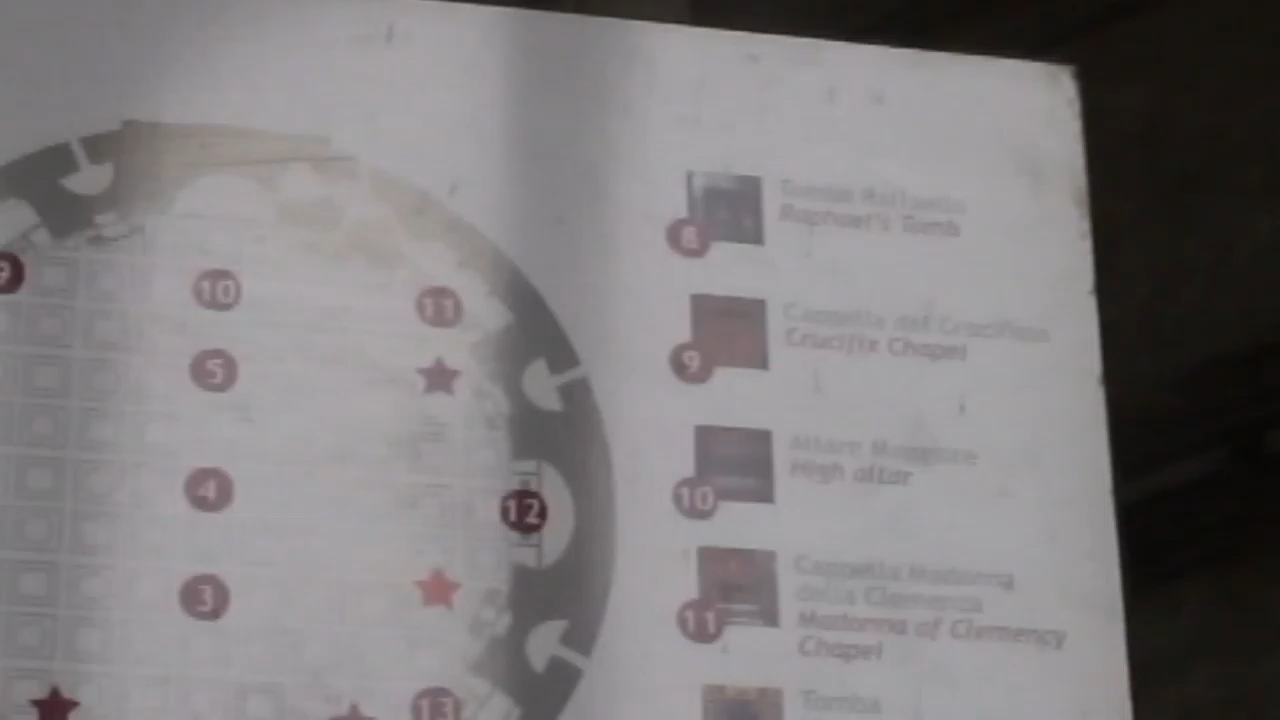 9
10
11
5
4
12
3
13
8
Tomba Raffaello
Raphael's Tomb
9
Cappella del Crocifisso
Crucifix Chapel
10
Altare Maggiore
High altar
11
Cappella Madonna
della Clemenza
Madonna of Clemency
Chapel
Tomba